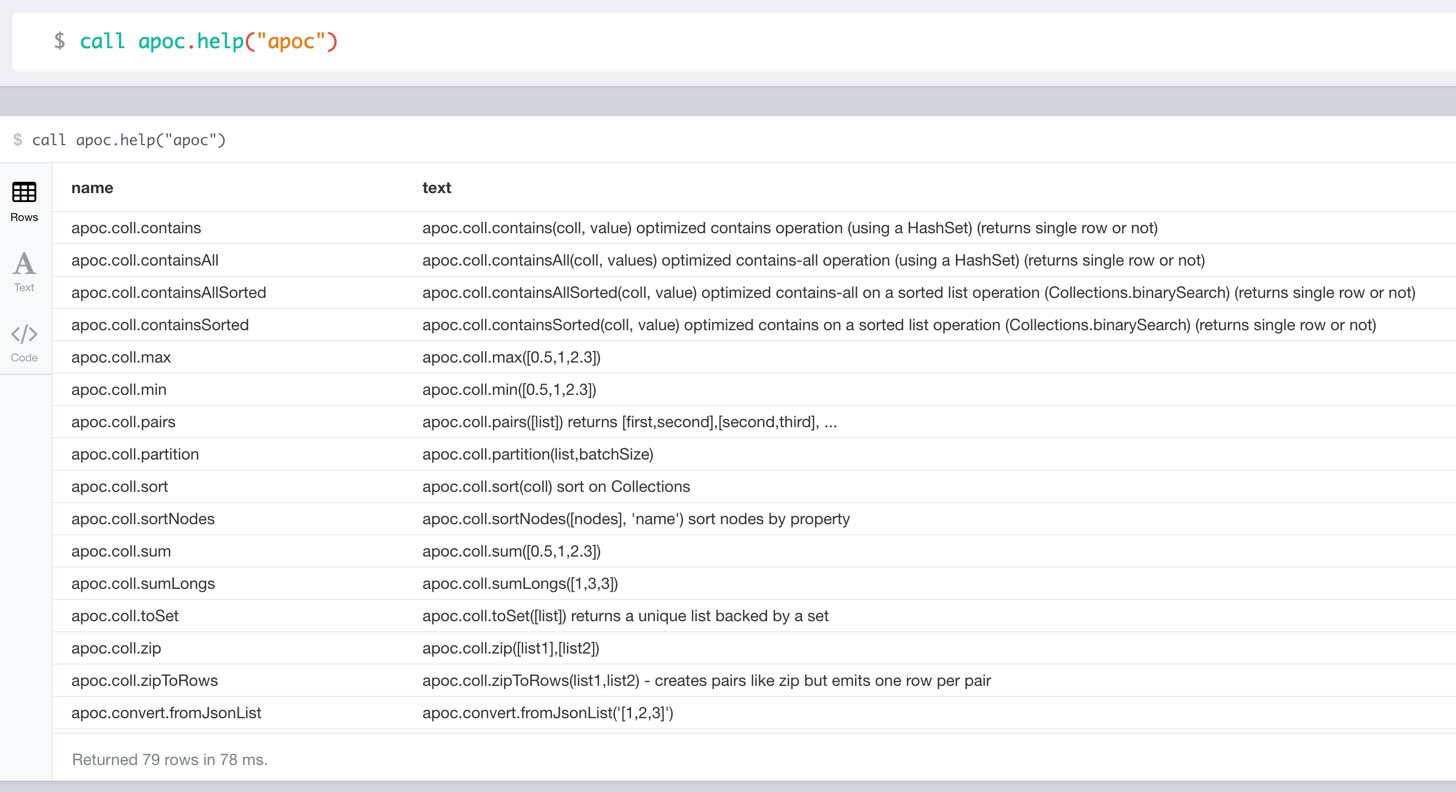 $ call apoc.help("apoc")
$ call apoc.help("apoc")
Rows
Text
Code
name text
apoc.coll.contains apoc.coll.contains(coll, value) optimized contains operation (using a HashSet) (returns single row or not)
apoc.coll.containsAll apoc.coll.containsAll(coll, values) optimized contains-all operation (using a HashSet) (returns single row or not)
apoc.coll.containsAllSorted apoc.coll.containsAllSorted(coll, value) optimized contains-all on a sorted list operation (Collections.binarySearch) (returns single row or not)
apoc.coll.containsSorted apoc.coll.containsSorted(coll, value) optimized contains on a sorted list operation (Collections.binarySearch) (returns single row or not)
apoc.coll.max apoc.coll.max([0.5,1,2.3])
apoc.coll.min apoc.coll.min([0.5,1,2.3])
apoc.coll.pairs apoc.coll.pairs([list]) returns [first,second],[second,third], ...
apoc.coll.partition apoc.coll.partition(list,batchSize)
apoc.coll.sort apoc.coll.sort(coll) sort on Collections
apoc.coll.sortNodes apoc.coll.sortNodes([nodes], 'name') sort nodes by property
apoc.coll.sum apoc.coll.sum([0.5,1,2.3])
apoc.coll.sumLongs apoc.coll.sumLongs([1,3,3])
apoc.coll.toSet apoc.coll.toSet([list]) returns a unique list backed by a set
apoc.coll.zip apoc.coll.zip([list1],[list2])
apoc.coll.zipToRows apoc.coll.zipToRows(list1,list2) - creates pairs like zip but emits one row per pair
apoc.convert.fromJsonList apoc.convert.fromJsonList('[1,2,3]')
Returned 79 rows in 78 ms.